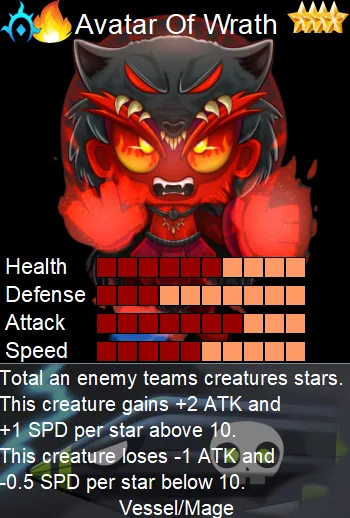 Avatar Of Wrath
Health
Defense
Attack
Speed
Total an enemy teams creatures stars.
This creature gains +2 ATK and
+1 SPD per star above 10.
This creature loses -1 ATK and
-0.5 SPD per star below 10.
Vessel/Mage